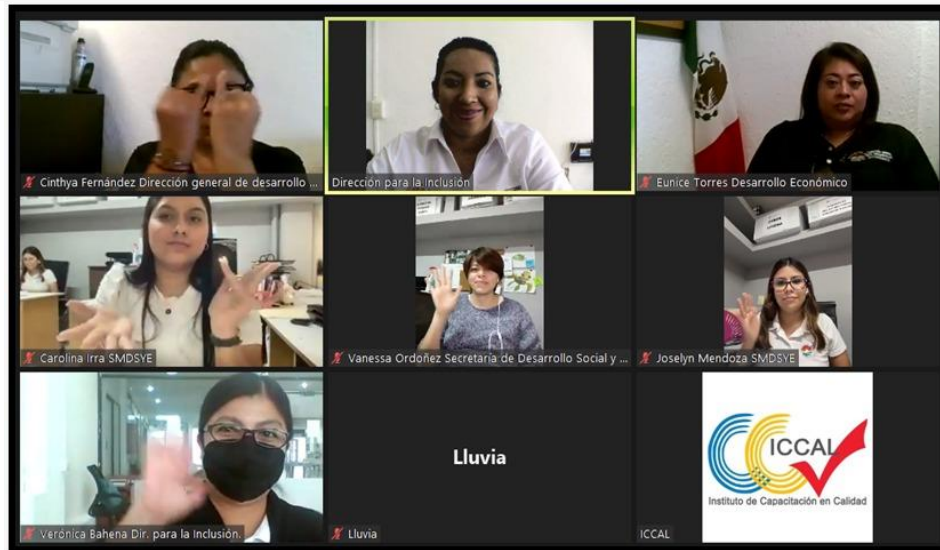 Cinthya Fernández Dirección general de desarrollo ...
Dirección para la Inclusión
Eunice Torres Desarrollo Económico
Carolina Irra SMDSYE
Vanessa Ordoñez Secretaría de Desarrollo Social y ...
Joselyn Mendoza SMDSYE
Verónica Bahena Dir. para la Inclusión.
Lluvia
Lluvia
ICCAL
Instituto de Capacitación en Calidad
ICCAL